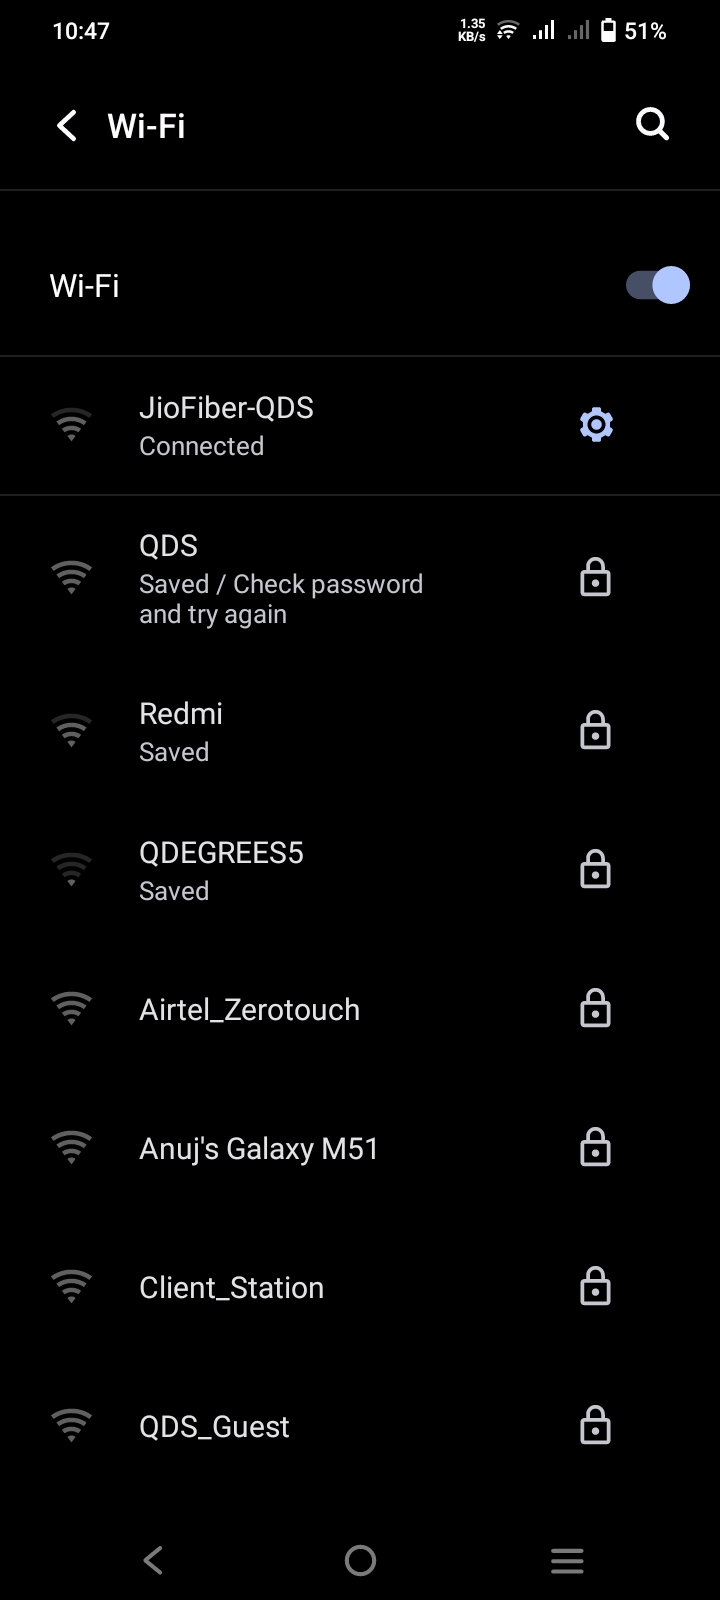 10:47
1.35
KB/s
51%
Wi-Fi
Wi-Fi
JioFiber-QDS
Connected
QDS
Saved / Check password
and try again
Redmi
Saved
QDEGREES5
Saved
Airtel_Zerotouch
Anuj's Galaxy M51
Client_Station
QDS_Guest